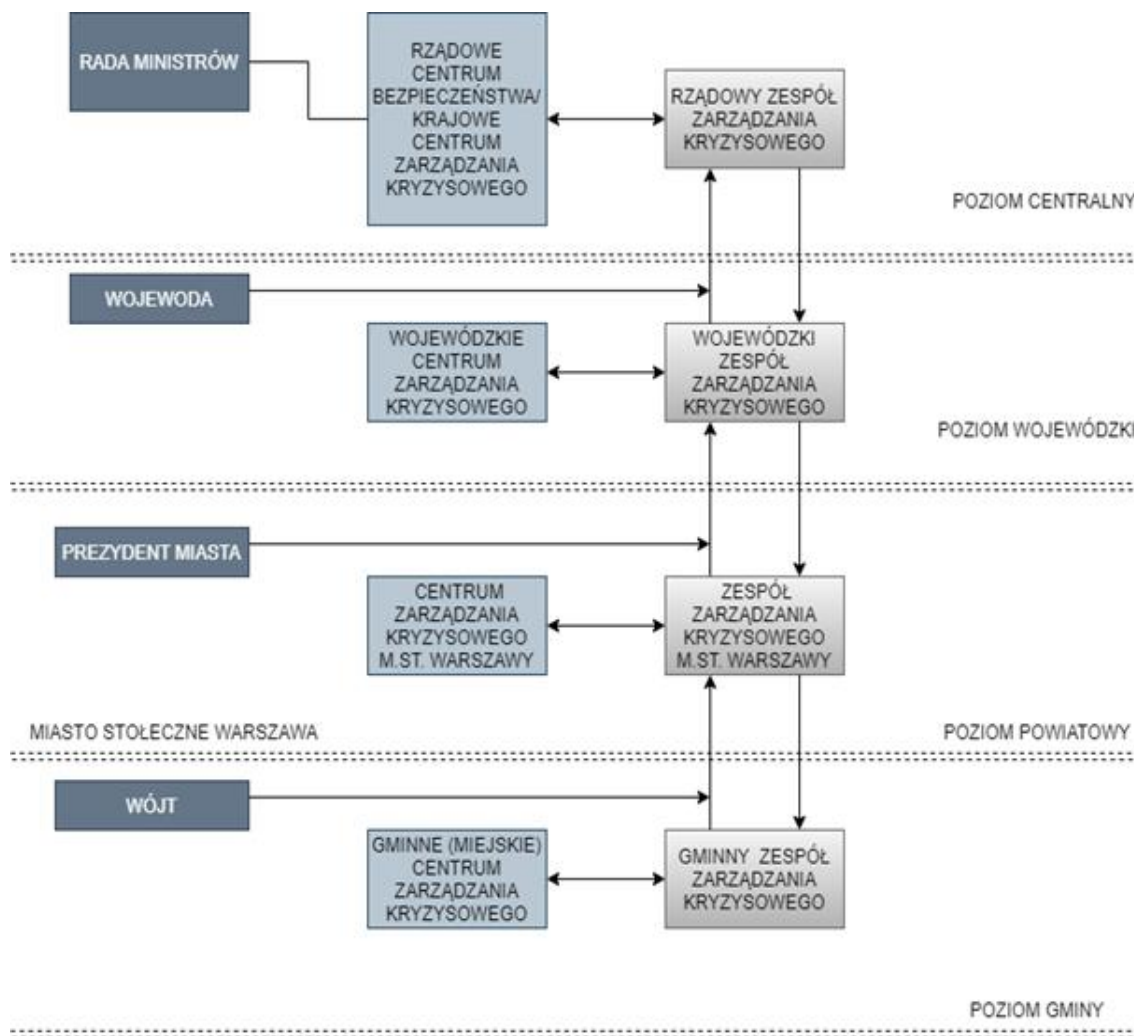 RADA MINISTRÓW
RZĄDOWE
CENTRUM
BEZPIECZEŃSTWA/
KRAJOWE
CENTRUM
ZARZĄDZANIA
KRYZYSOWEGO
RZĄDOWY ZESPÓŁ
ZARZĄDZANIA
KRYZYSOWEGO
POZIOM CENTRALNY
WOJEWODA
WOJEWÓDZKIE
CENTRUM
ZARZĄDZANIA
KRYZYSOWEGO
WOJEWÓDZKI
ZESPÓŁ
ZARZĄDZANIA
KRYZYSOWEGO
POZIOM WOJEWÓDZKI
PREZYDENT MIASTA
CENTRUM
ZARZĄDZANIA
KRYZYSOWEGO
M.ST. WARSZAWY
ZESPÓŁ
ZARZĄDZANIA
KRYZYSOWEGO
M.ST. WARSZAWY
MIASTO STOŁECZNE WARSZAWA
POZIOM POWIATOWY
WÓJT
GMINNE (MIEJSKIE)
CENTRUM
ZARZĄDZANIA
KRYZYSOWEGO
GMINNY ZESPÓŁ
ZARZĄDZANIA
KRYZYSOWEGO
POZIOM GMINY